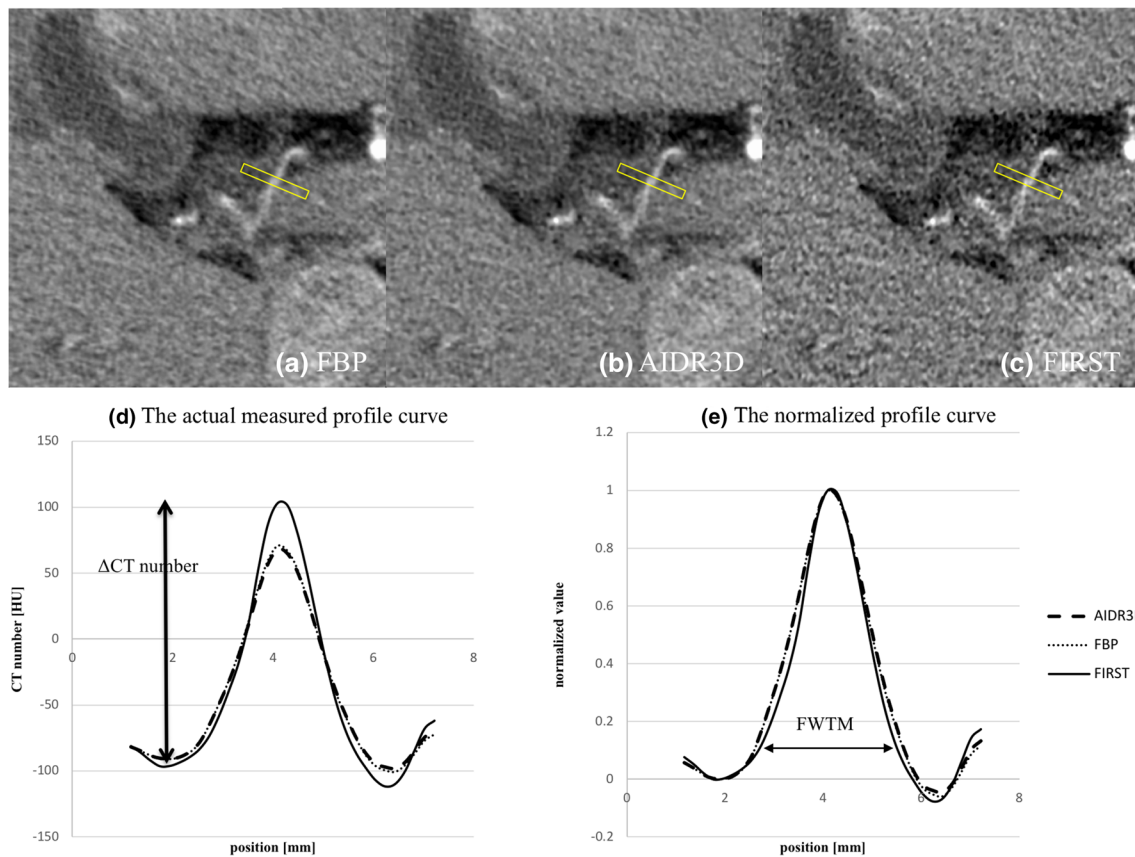 (a) FBP
(b) AIDR3D
(c) FIRST
(d) The actual measured profile curve
150
100
50
0
-50
-100
-150
0
2
4
6
8
CT number [HU]
ΔCT number
position [mm]
(e) The normalized profile curve
1.2
1
0.8
0.6
0.4
0.2
0
-0.2
0
2
4
6
8
normalized value
FWTM
position [mm]
AIDR3
FBP
FIRST